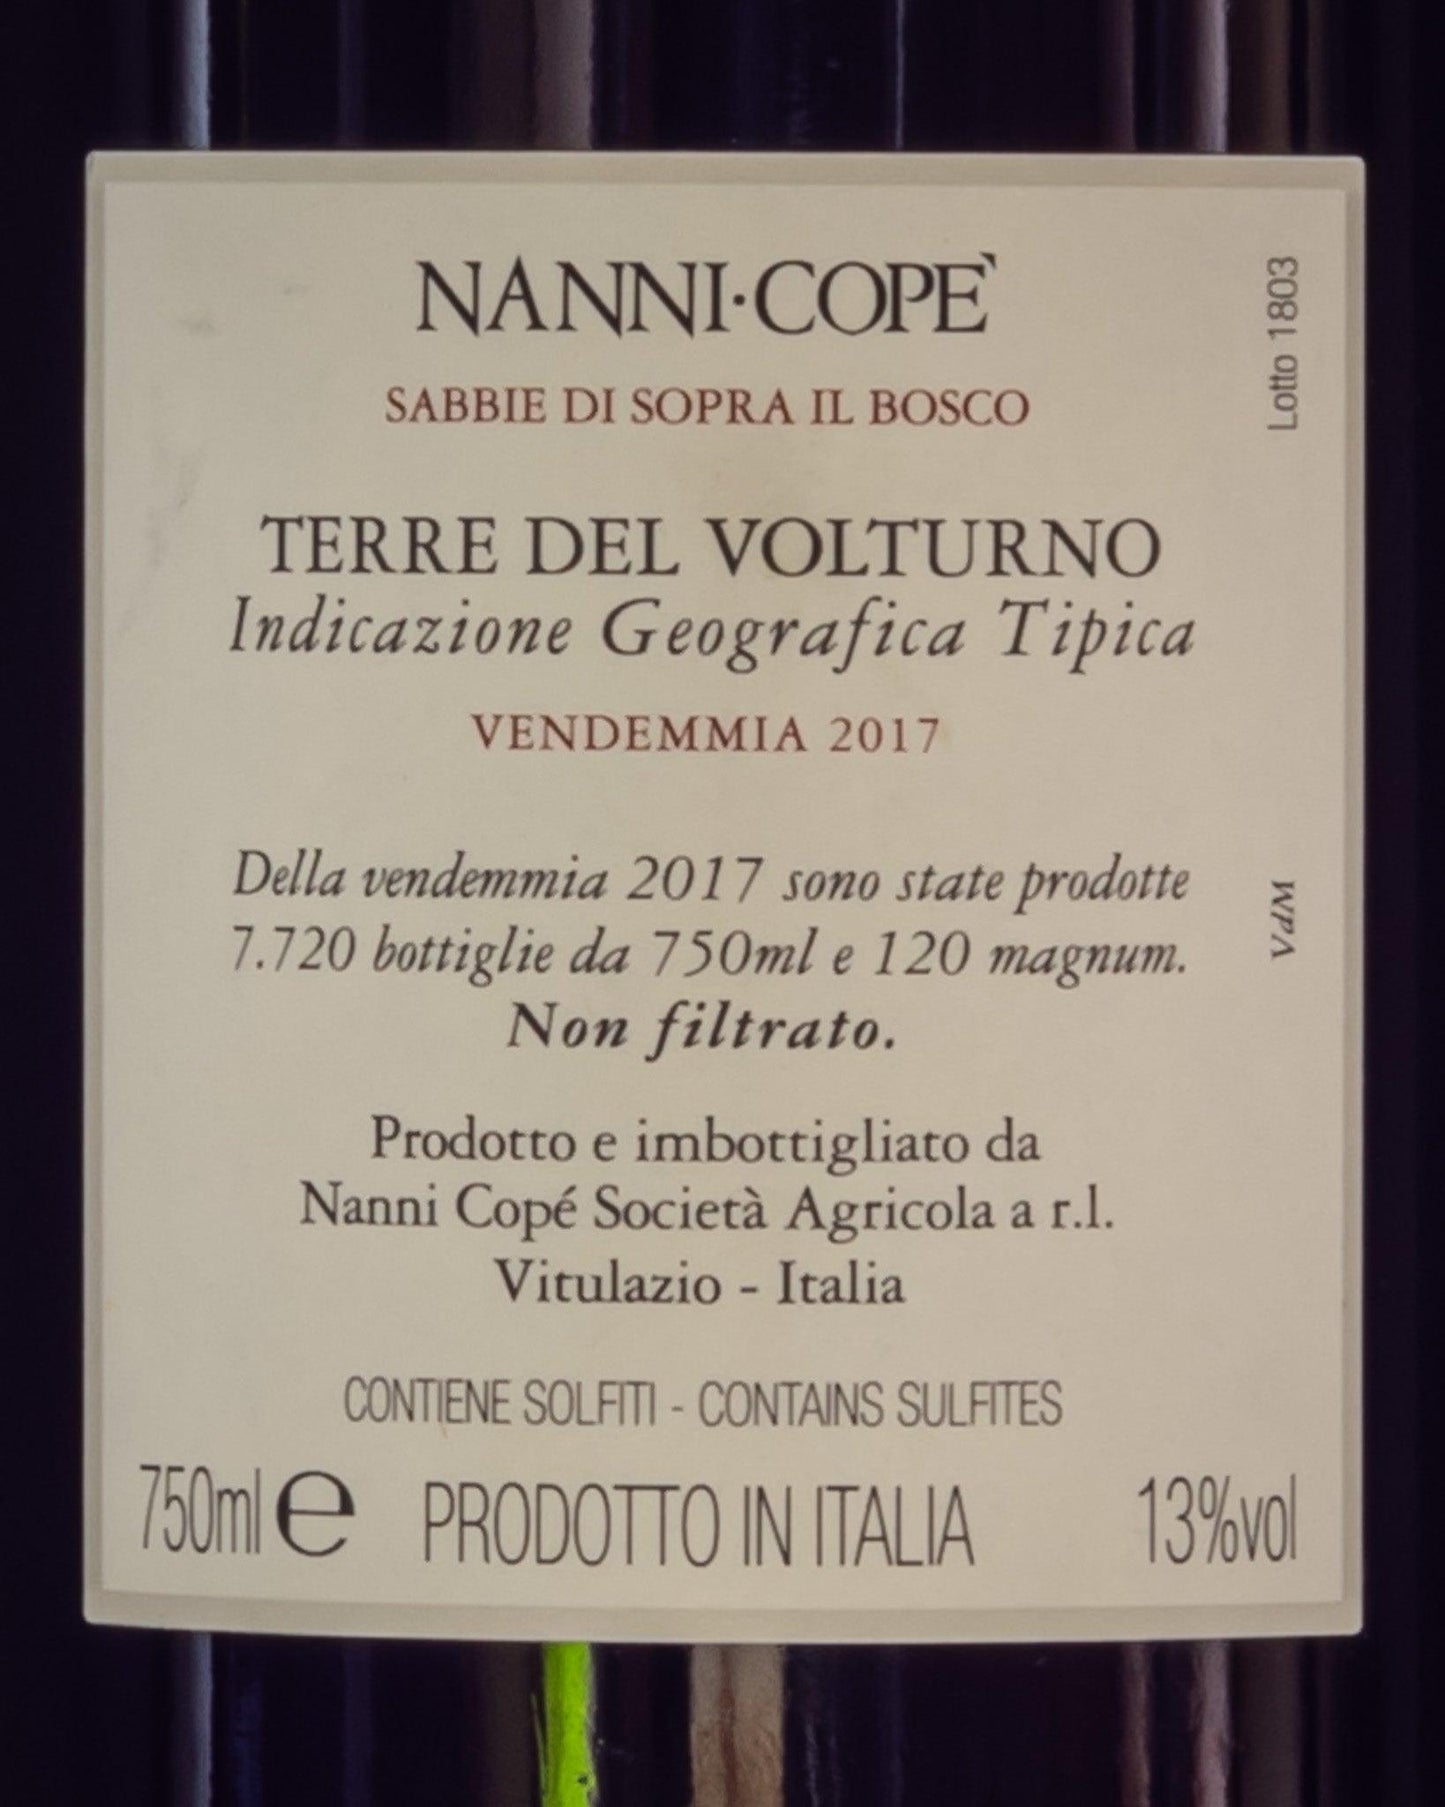 NANNI·COPE`
SABBIE DI SOPRA IL BOSCO
TERRE DEL VOLTURNO
Indicazione Geografica Tipica
VENDEMMIA 2017
Della vendemmia 2017 sono state prodotte
7.720 bottiglie da 750ml e 120 magnum.
Non filtrato.
Prodotto e imbottigliato da
Nanni Copé Società Agricola a r.l.
Vitulazio - Italia
CONTIENE SOLFITI - CONTAINS SULFITES
750ml e PRODOTTO IN ITALIA 13%vol
Lotto 1803
VdM